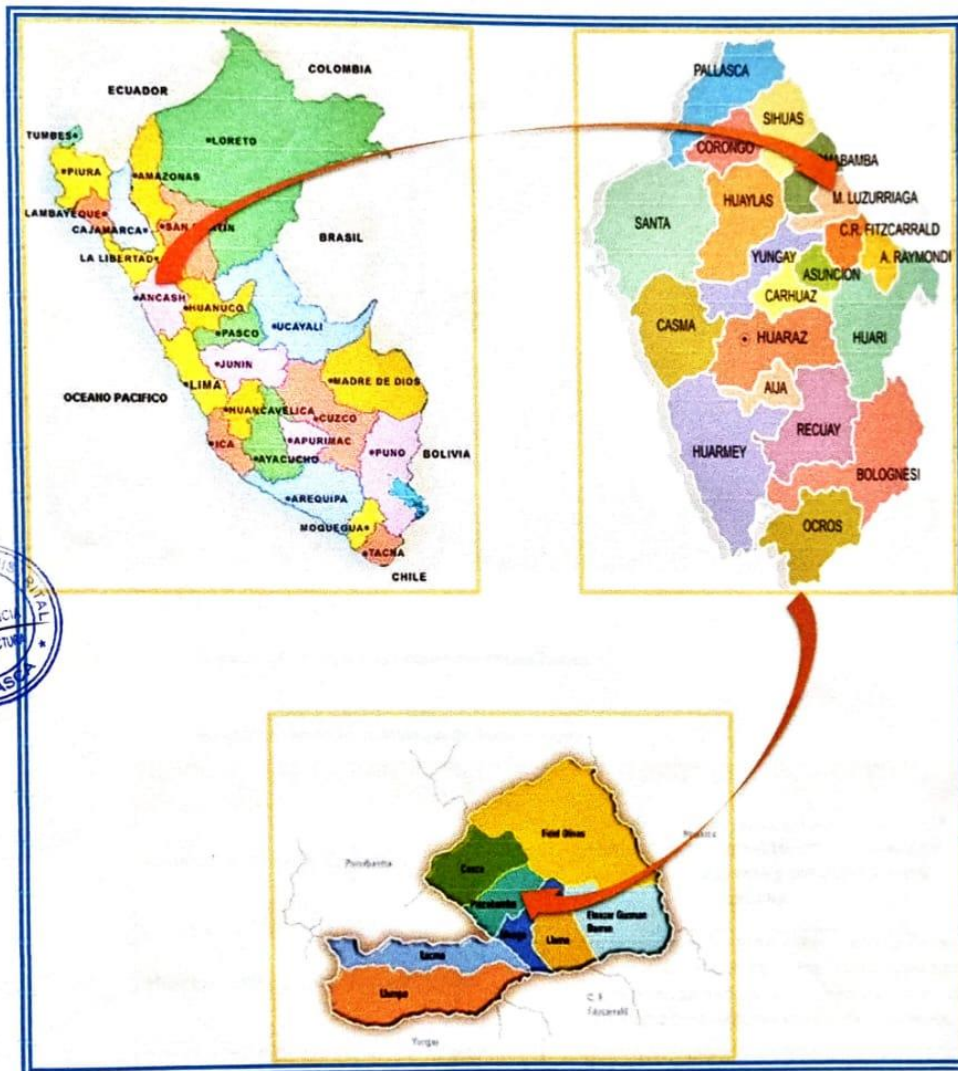 COLOMBIA
ECUADOR
TUMBES
LORETO
PIURA
AMAZONAS
LAMBAYEQUE
CAJAMARCA
LA LIBERTAD
BRASIL
ANCASH
HUANUCO
PASCO
UCAYALI
JUNIN
LIMA
MADRE DE DIOS
OCEANO PACIFICO
HUANCAVELICA
CUZCO
ICA
APURIMAC
AYACUCHO
PUNO
BOLIVIA
AREQUIPA
MOQUEGUA
TACNA
CHILE
PALLASCA
SIHUAS
CORONGO
MABAMBA
HUAYLAS
M. LUZURRIAGA
SANTA
C.R. FITZCARRALD
YUNGAY
A. RAYMONDI
ASUNCION
CARHUAZ
CASMA
HUARAZ
HUARI
AIJA
RECUAY
HUARMEY
BOLOGNESI
OCROS
Fidel Olivas
Casca
Pomabamba
Eleazar Guzman
Barron
Llama
Lucma
Llumpa
C. F.
Fitzcarrald
Yungay